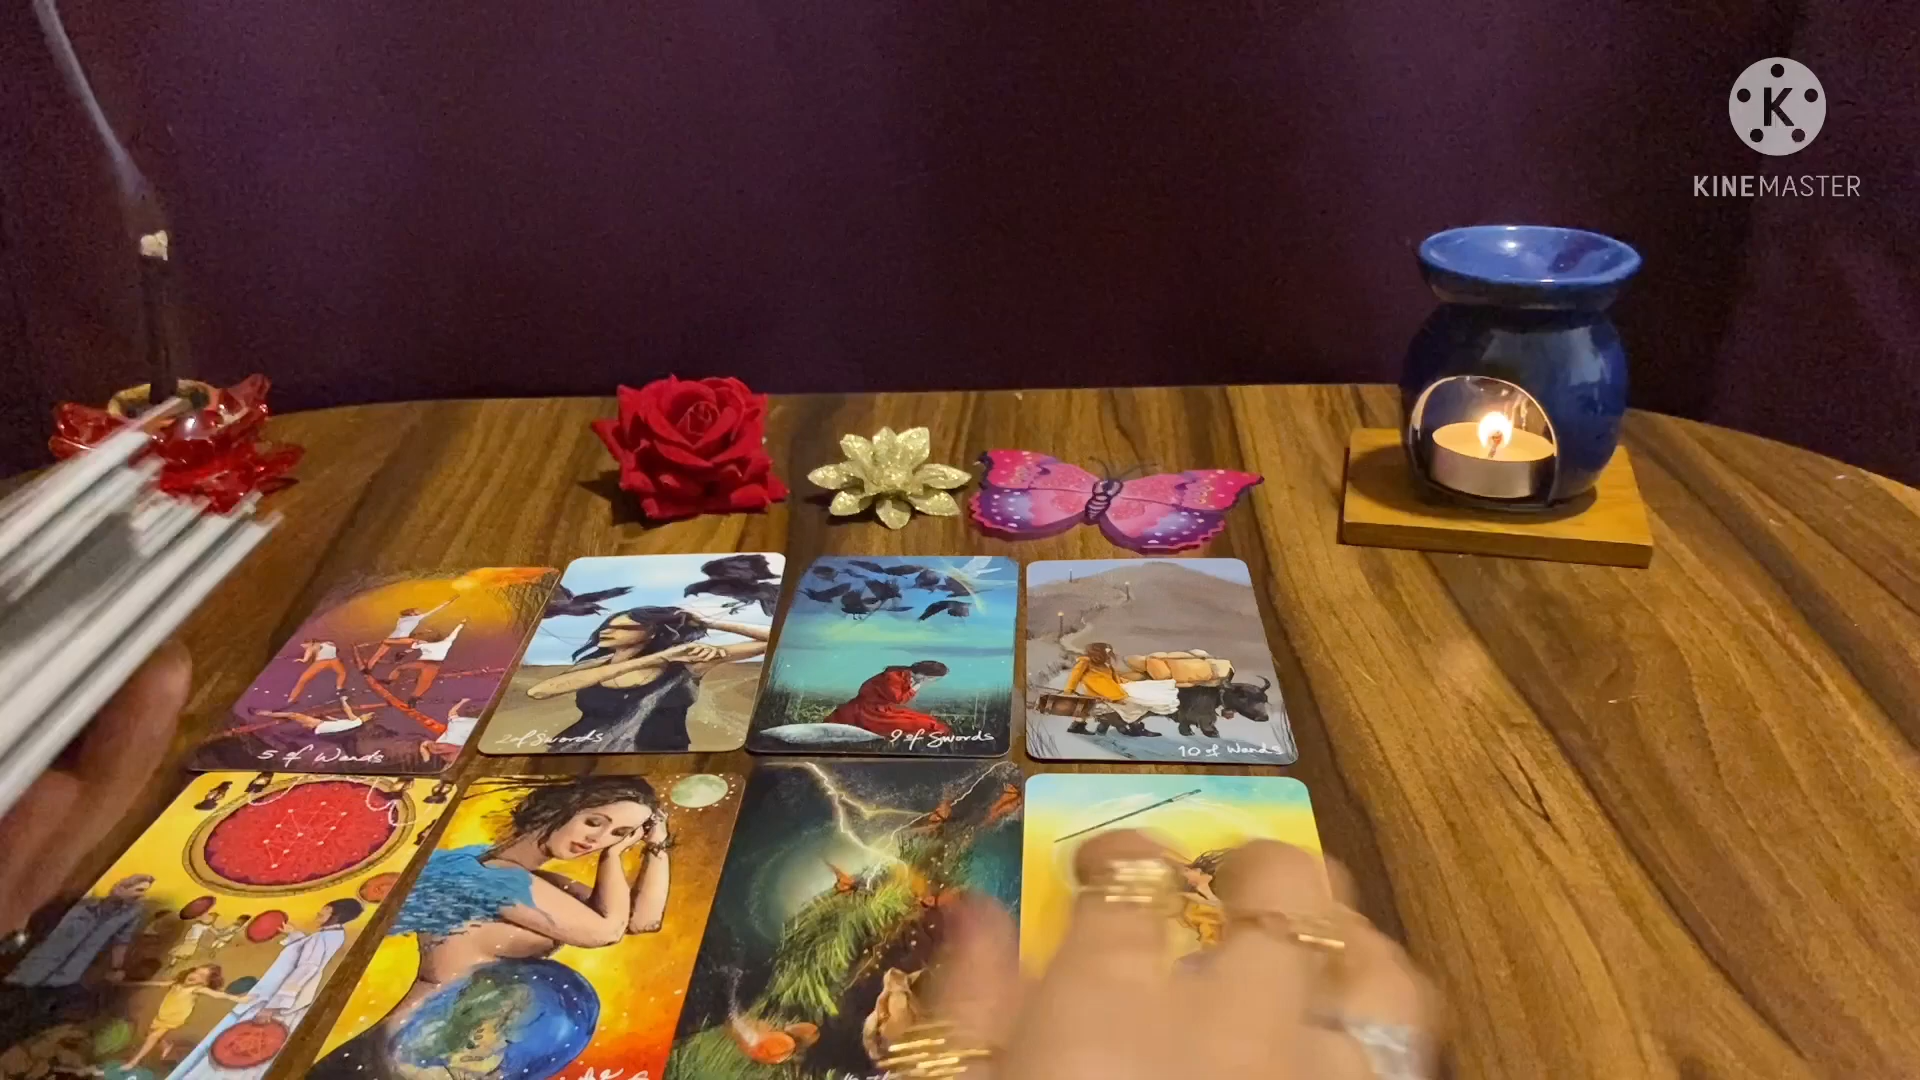 K
KINEMASTER
5 of Wands
2 of Swords
9 of Swords
10 of Wands